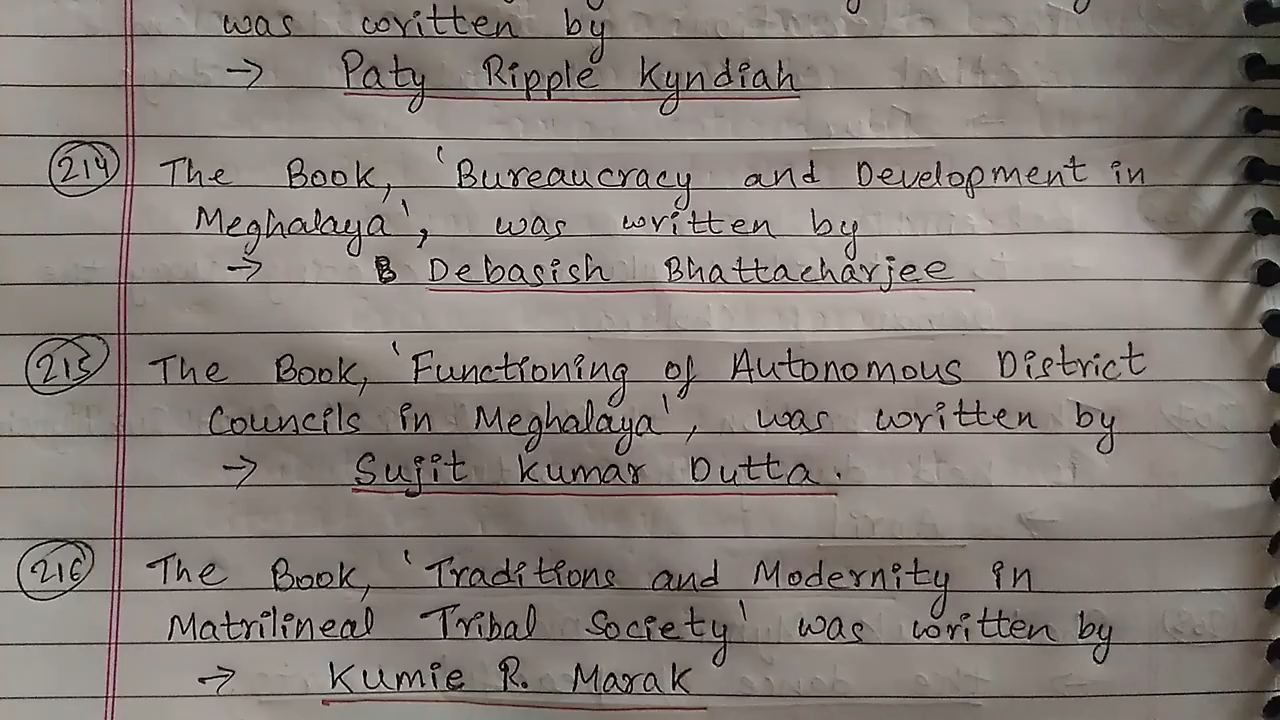 was written by
→ Paty Ripple Kyndiah
214 The Book, 'Bureaucracy and Development in
Meghalaya', was written by
→ B Debasish Bhattacharjee
215 The Book, 'Functioning of Autonomous District
Councils in Meghalaya', was written by
→ Sujit Kumar Dutta.
216 The Book, 'Traditions and Modernity in
Matrilineal Tribal Society' was written by
→ Kumie R. Marak